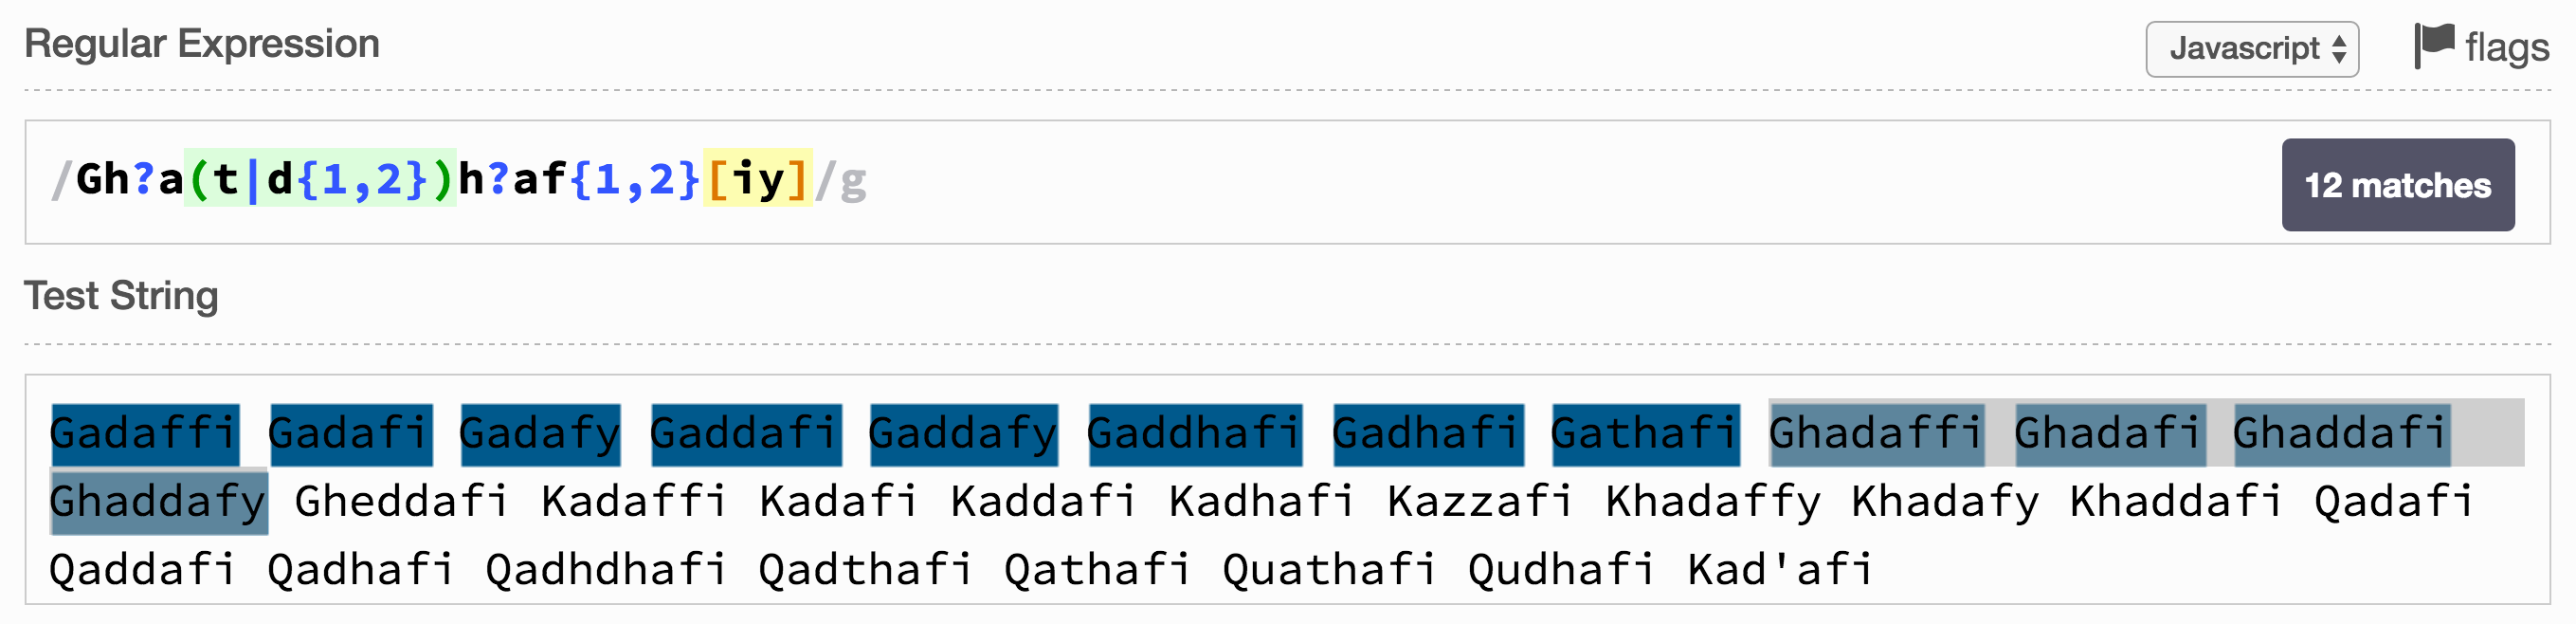 Regular Expression
Javascript flags
/Gh?a(t|d{1,2})h?af{1,2}[iy]/g
12 matches
Test String
Gadaffi Gadafi Gadafy Gaddafi Gaddafy Gaddhafi Gadhafi Gathafi Ghadaffi Ghadafi Ghaddafi
Ghaddafy Gheddafi Kadaffi Kadafi Kaddafi Kadhafi Kazzafi Khadaffy Khadafy Khaddafi Qadafi
Qaddafi Qadhafi Qadhdhafi Qadthafi Qathafi Quathafi Qudhafi Kad'afi